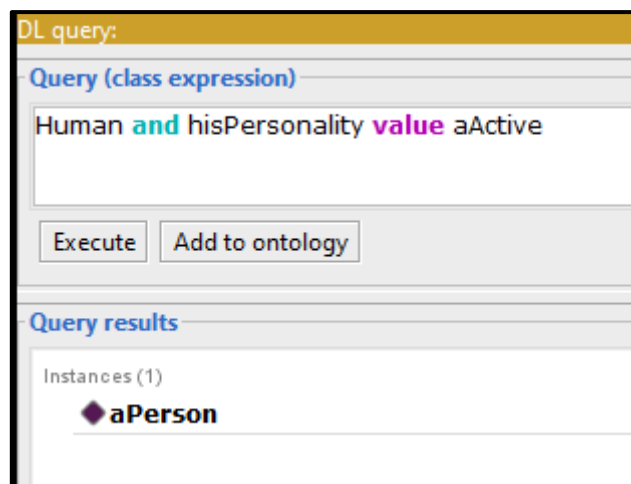 DL query:
Query (class expression)
Human and hisPersonality value aActive
Execute Add to ontology
Query results
Instances (1)
aPerson